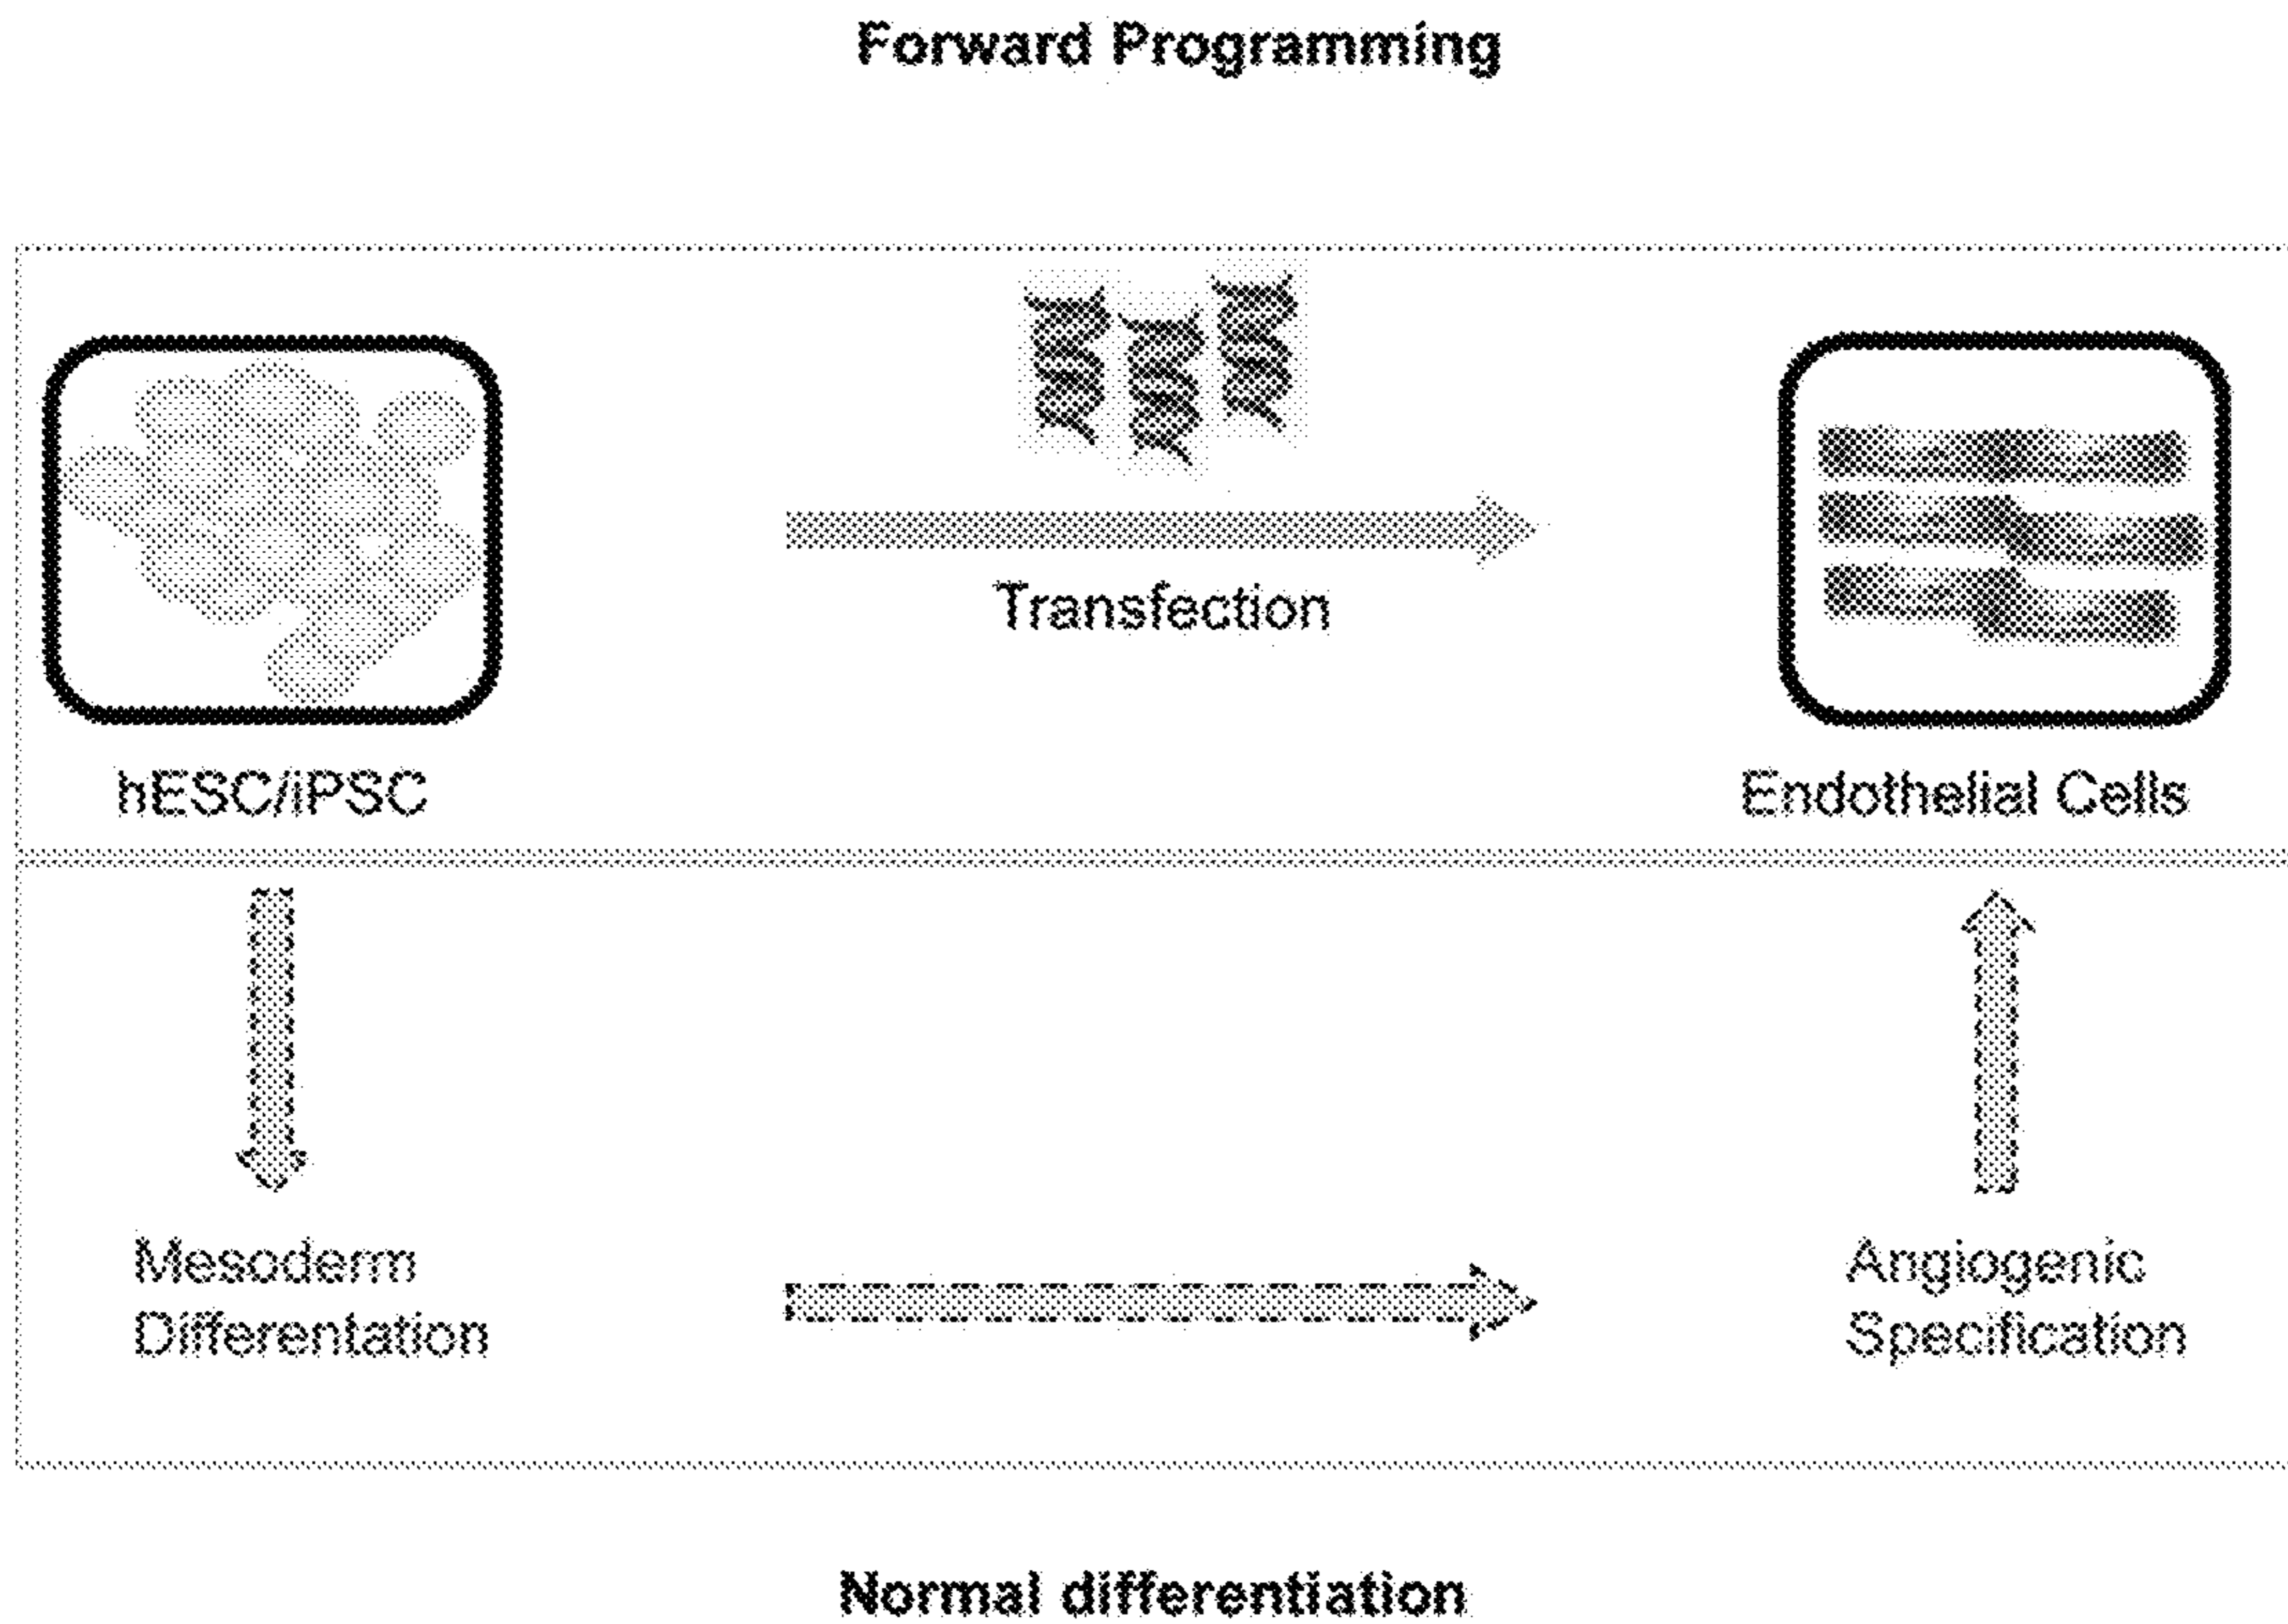 Forward Programming
Transfection
hESC/iPSC
Endothelial Cells
Mesoderm
Differentation
Angiogenic
Specification
Normal differentiation